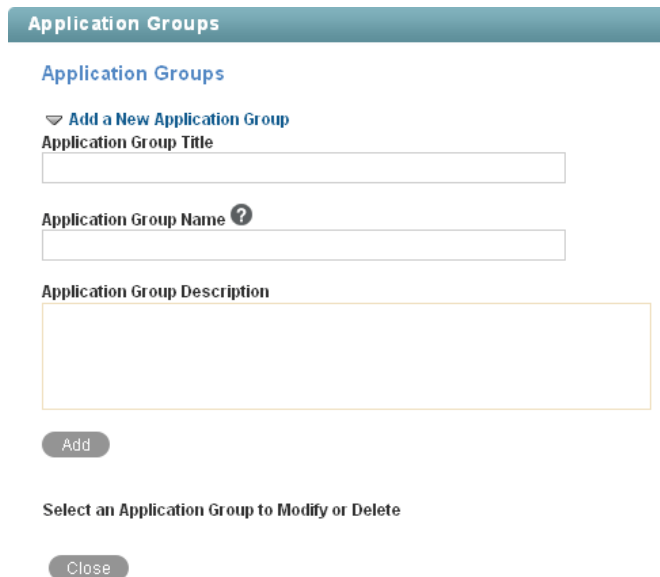 Application Groups
Application Groups
Add a New Application Group
Application Group Title
Application Group Name ?
Application Group Description
Add
Select an Application Group to Modify or Delete
Close